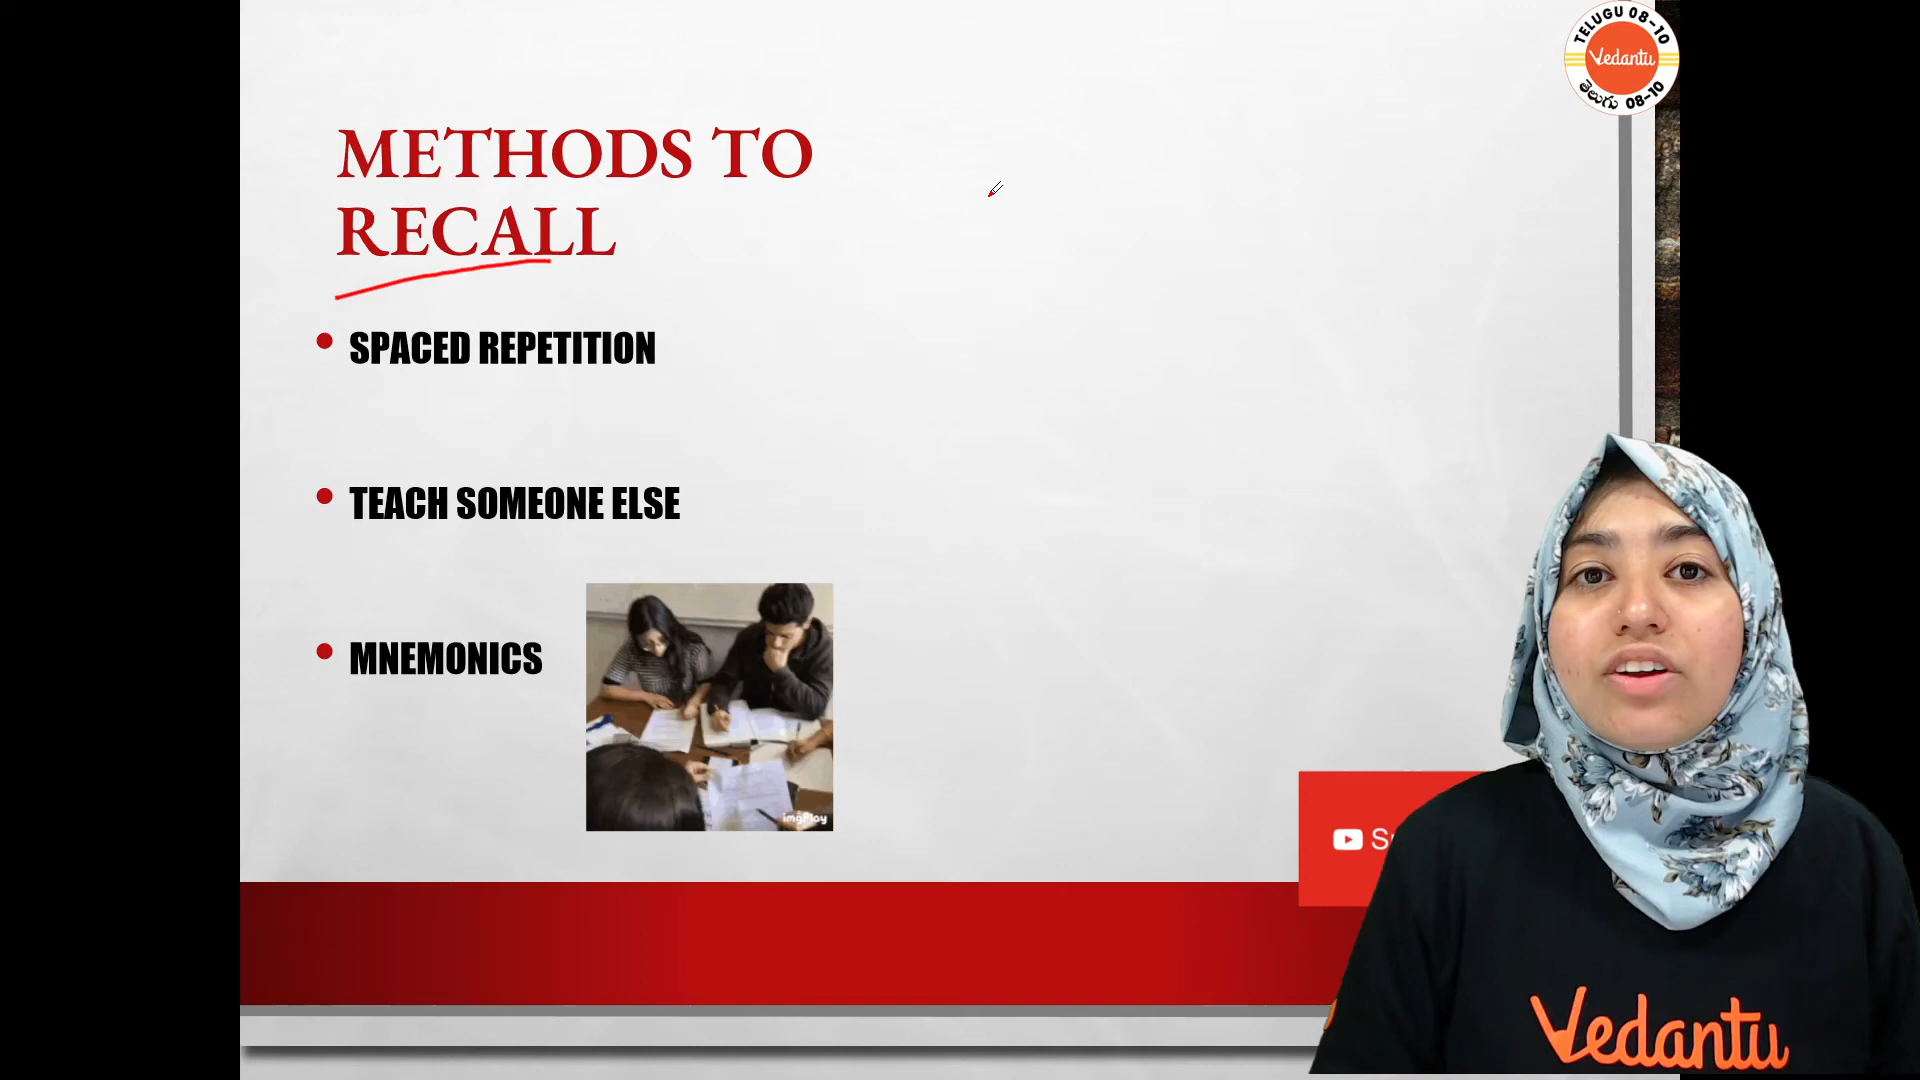 TELUGU 08-10
Vedantu
తెలుగు 08-10
METHODS TO
RECALL
SPACED REPETITION
TEACH SOMEONE ELSE
MNEMONICS
imgPlay
Vedantu